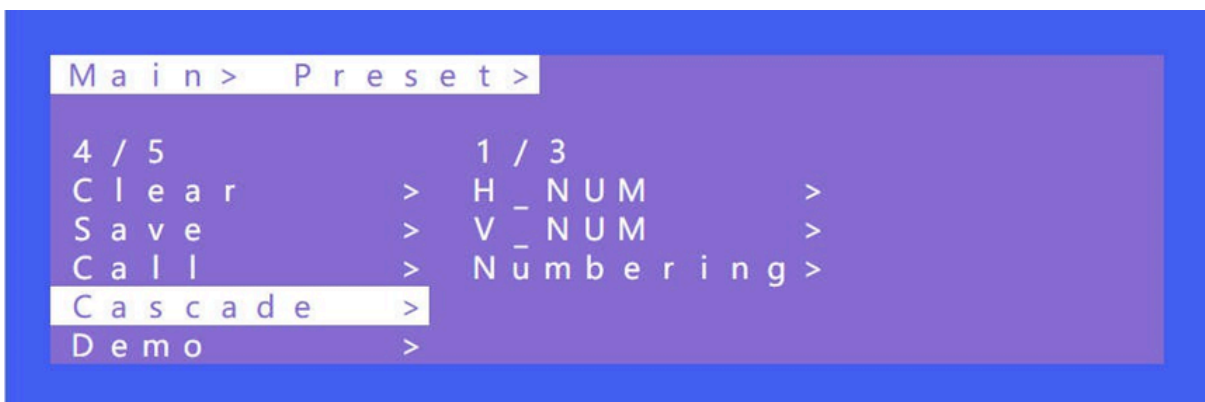 Main> Preset>
4/5 1/3
Clear > H_NUM >
Save > V_NUM >
Call > Numbering>
Cascade >
Demo >